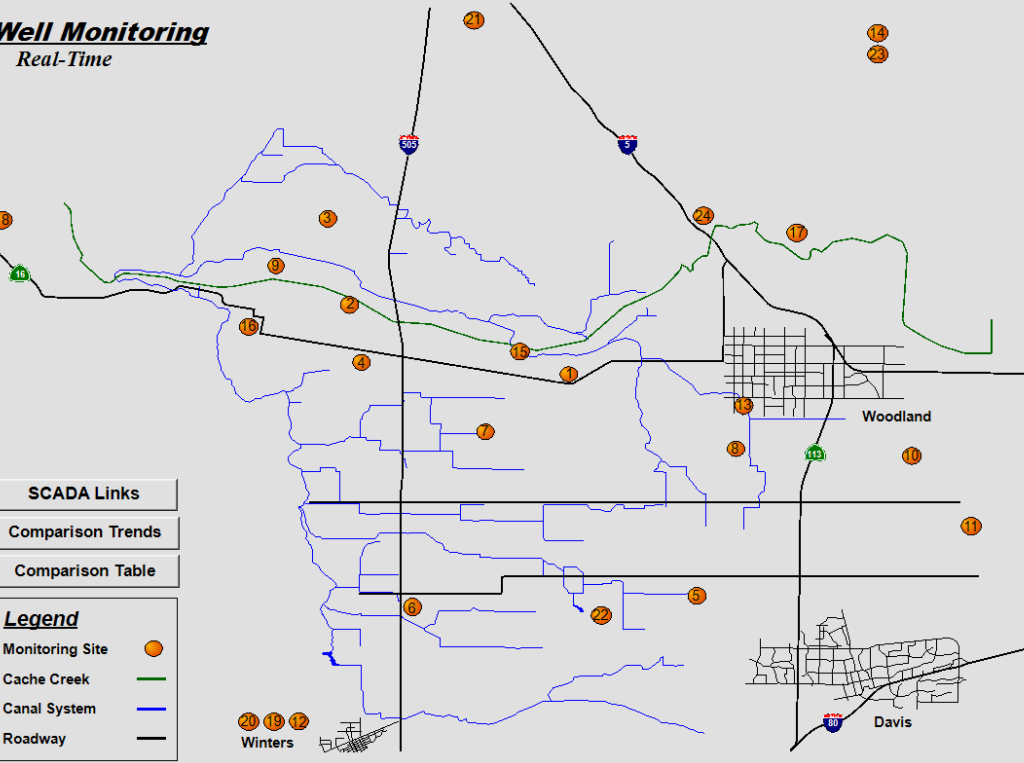 Well Monitoring
Real-Time
21
14
23
505
5
8
3
24
17
16
9
2
16
15
4
1
13
Woodland
7
8
113
10
SCADA Links
Comparison Trends
11
Comparison Table
6
5
22
Legend
Monitoring Site
Cache Creek
Canal System
Roadway
20
19
12
Winters
80
Davis